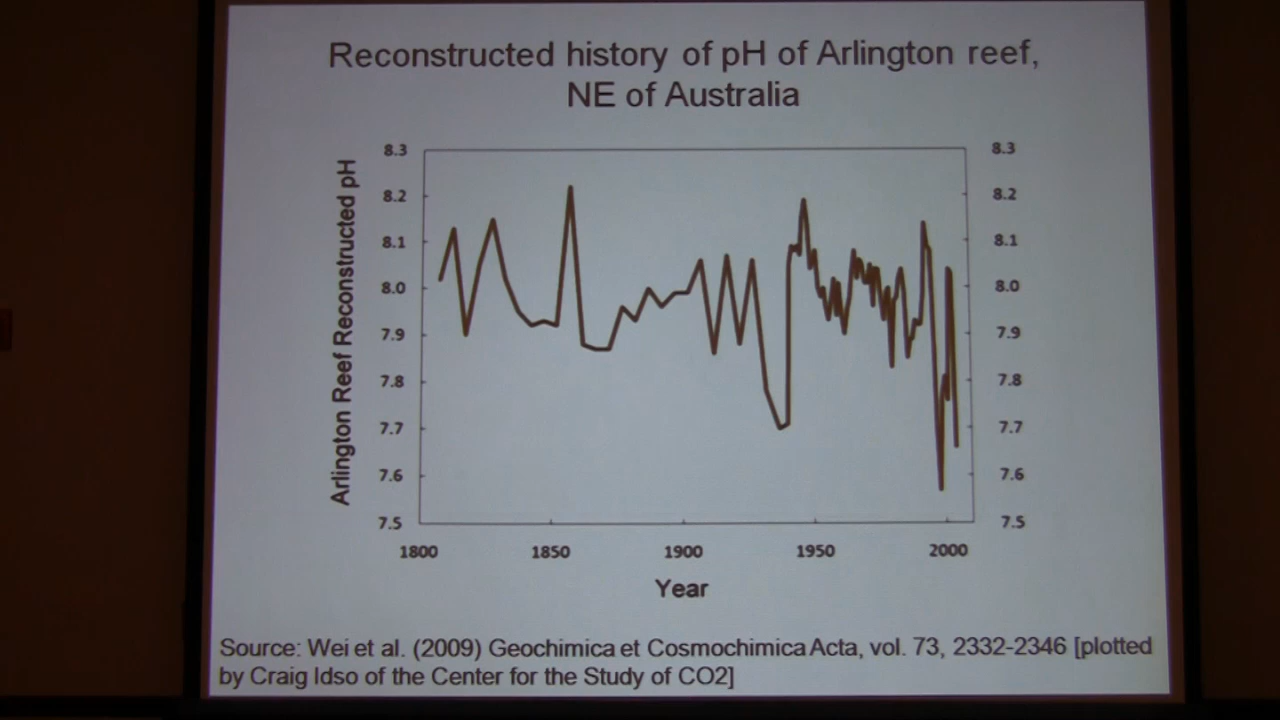 Reconstructed history of pH of Arlington reef,
NE of Australia
Arlington Reef Reconstructed pH
8.3
8.2
8.1
8.0
7.9
7.8
7.7
7.6
7.5
8.3
8.2
8.1
8.0
7.9
7.8
7.7
7.6
7.5
1800 1850 1900 1950 2000
Year
Source: Wei et al. (2009) Geochimica et Cosmochimica Acta, vol. 73, 2332-2346 [plotted
by Craig Idso of the Center for the Study of CO2]